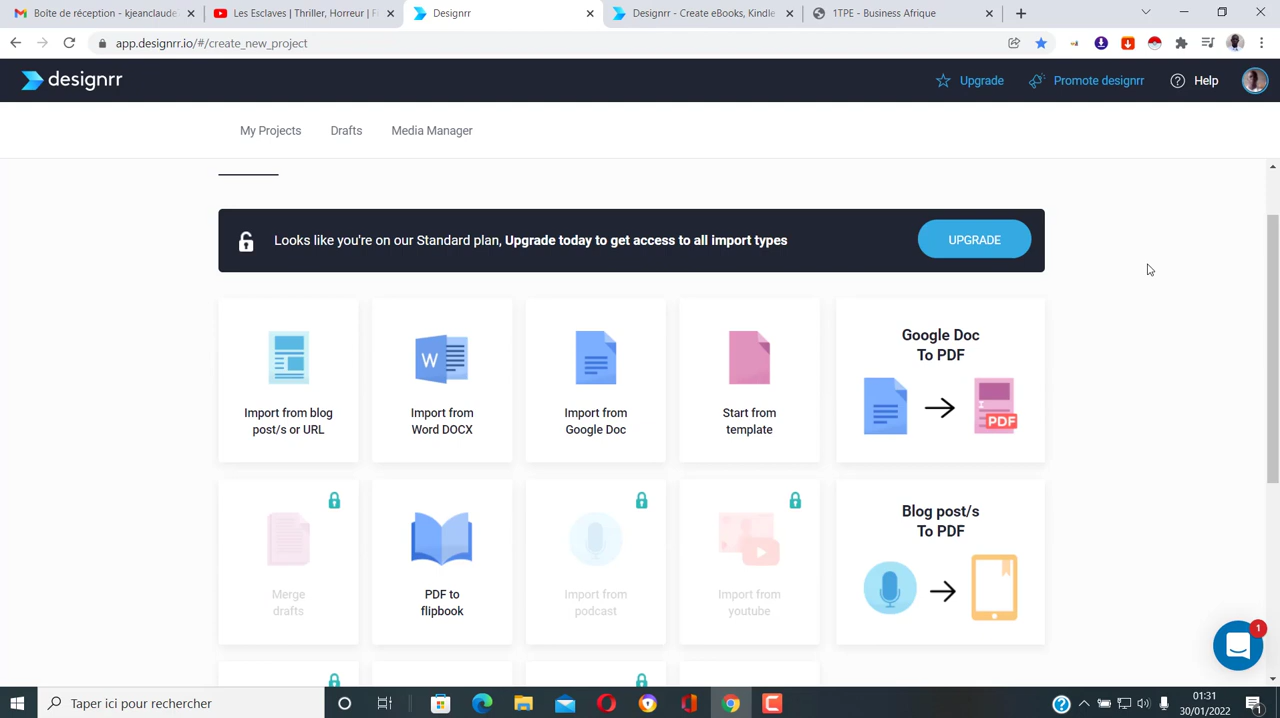 Boîte de réception - kjeanclaude
Les Esclaves | Thriller, Horreur | F
Designrr
Designrr - Create eBooks, Kindle
1TPE - Business Afrique
app.designrr.io/#/create_new_project
designrr
Upgrade
Promote designrr
Help
My Projects
Drafts
Media Manager
Looks like you're on our Standard plan, Upgrade today to get access to all import types
UPGRADE
Import from blog
post/s or URL
Import from
Word DOCX
Import from
Google Doc
Start from
template
Google Doc
To PDF
PDF
Merge
drafts
PDF to
flipbook
Import from
podcast
Import from
youtube
Blog post/s
To PDF
1
Taper ici pour rechercher
01:31
30/01/2022
1